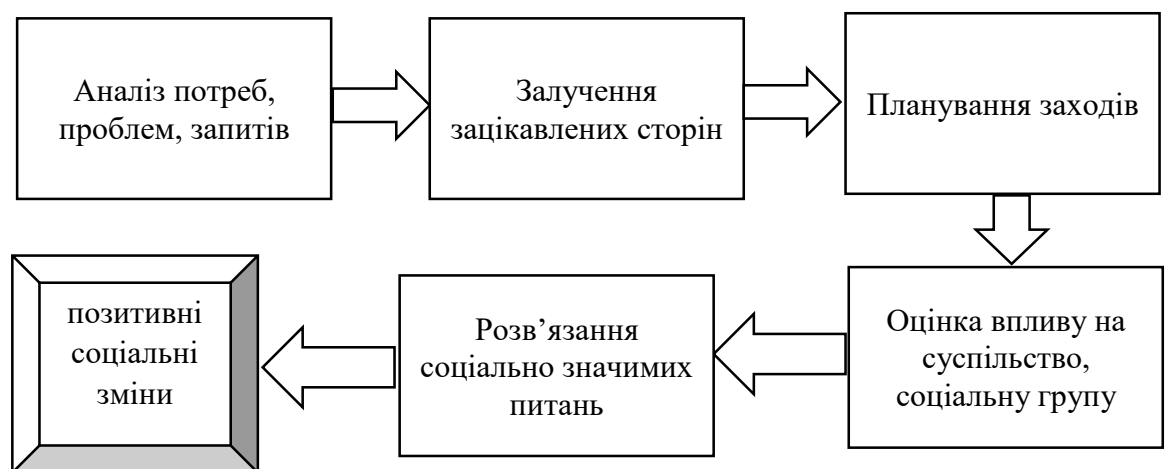 Аналіз потреб,
проблем, запитів
Залучення
зацікавлених сторін
Планування заходів
Оцінка впливу на
суспільство,
соціальну групу
Розв’язання
соціально значимих
питань
позитивні
соціальні
зміни